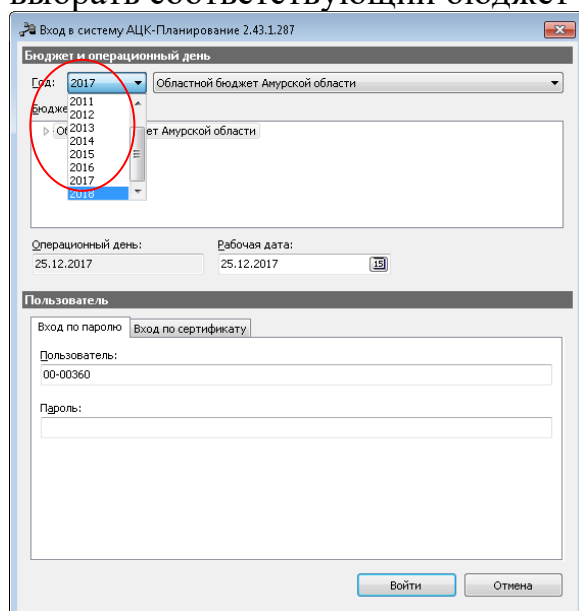 выбрать соответствующий бюджет
Вход в систему АЦК-Планирование 2.43.1.287
Бюджет и операционный день
Год: 2017 Областной бюджет Амурской области
2011
2012
2013
ет Амурской области
2014
2015
2016
2017
2018
Операционный день: Рабочая дата:
25.12.2017 25.12.2017 15
Пользователь
Вход по паролю Вход по сертификату
Пользователь:
00-00360
Пароль:
Войти Отмена